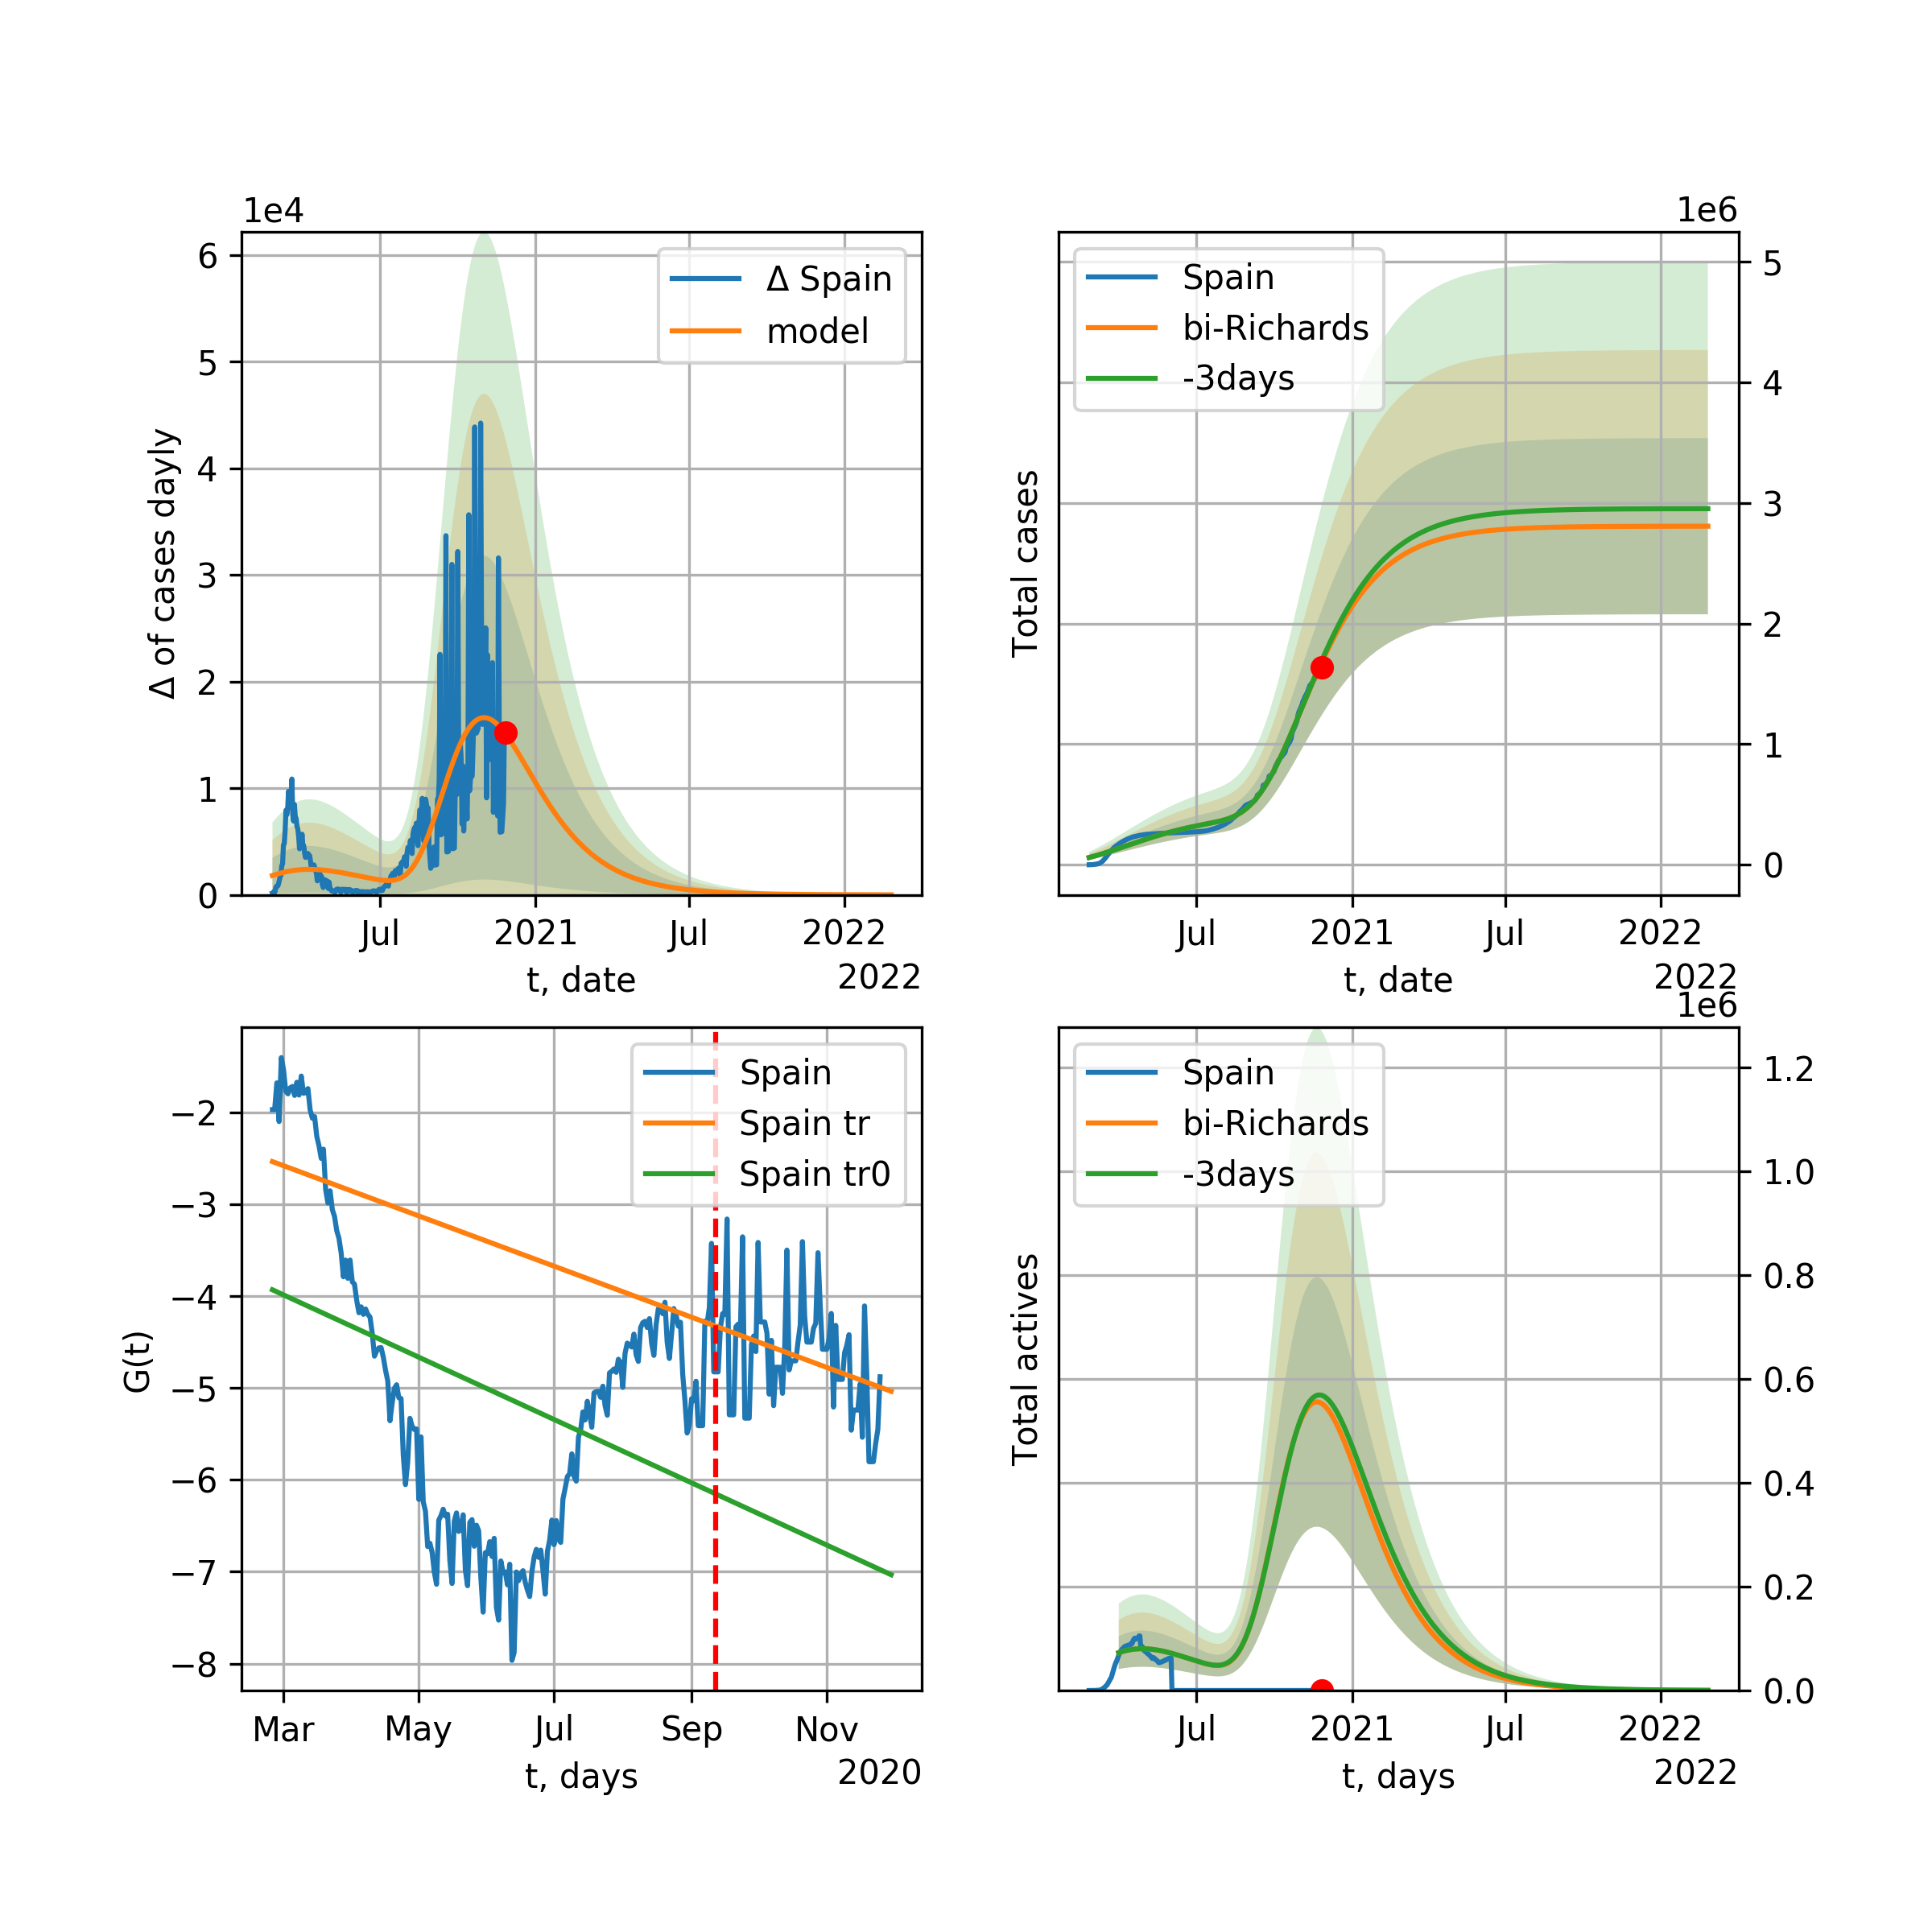 1e4
6
5
4
3
2
1
0
Δ of cases dayly
Δ Spain
model
Jul
2021
Jul
2022
t, date
2022
1e6
Total cases
Spain
bi-Richards
-3days
5
4
3
2
1
0
Jul
2021
Jul
2022
t, date
2022
G(t)
−2
−3
−4
−5
−6
−7
−8
Spain
Spain tr
Spain tr0
Mar
May
Jul
Sep
Nov
t, days
2020
1e6
Total actives
Spain
bi-Richards
-3days
1.2
1.0
0.8
0.6
0.4
0.2
0.0
Jul
2021
Jul
2022
t, days
2022